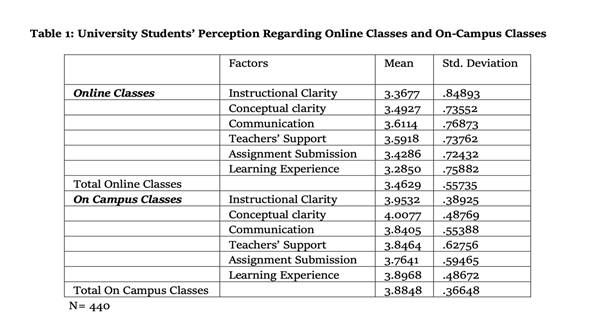 Table 1: University Students' Perception Regarding Online Classes and On-Campus Classes
Factors Mean Std. Deviation
Online Classes Instructional Clarity 3.3677 .84893
Conceptual clarity 3.4927 .73552
Communication 3.6114 .76873
Teachers' Support 3.5918 .73762
Assignment Submission 3.4286 .72432
Learning Experience 3.2850 .75882
Total Online Classes 3.4629 .55735
On Campus Classes Instructional Clarity 3.9532 .38925
Conceptual clarity 4.0077 .48769
Communication 3.8405 .55388
Teachers' Support 3.8464 .62756
Assignment Submission 3.7641 .59465
Learning Experience 3.8968 .48672
Total On Campus Classes 3.8848 .36648
N= 440